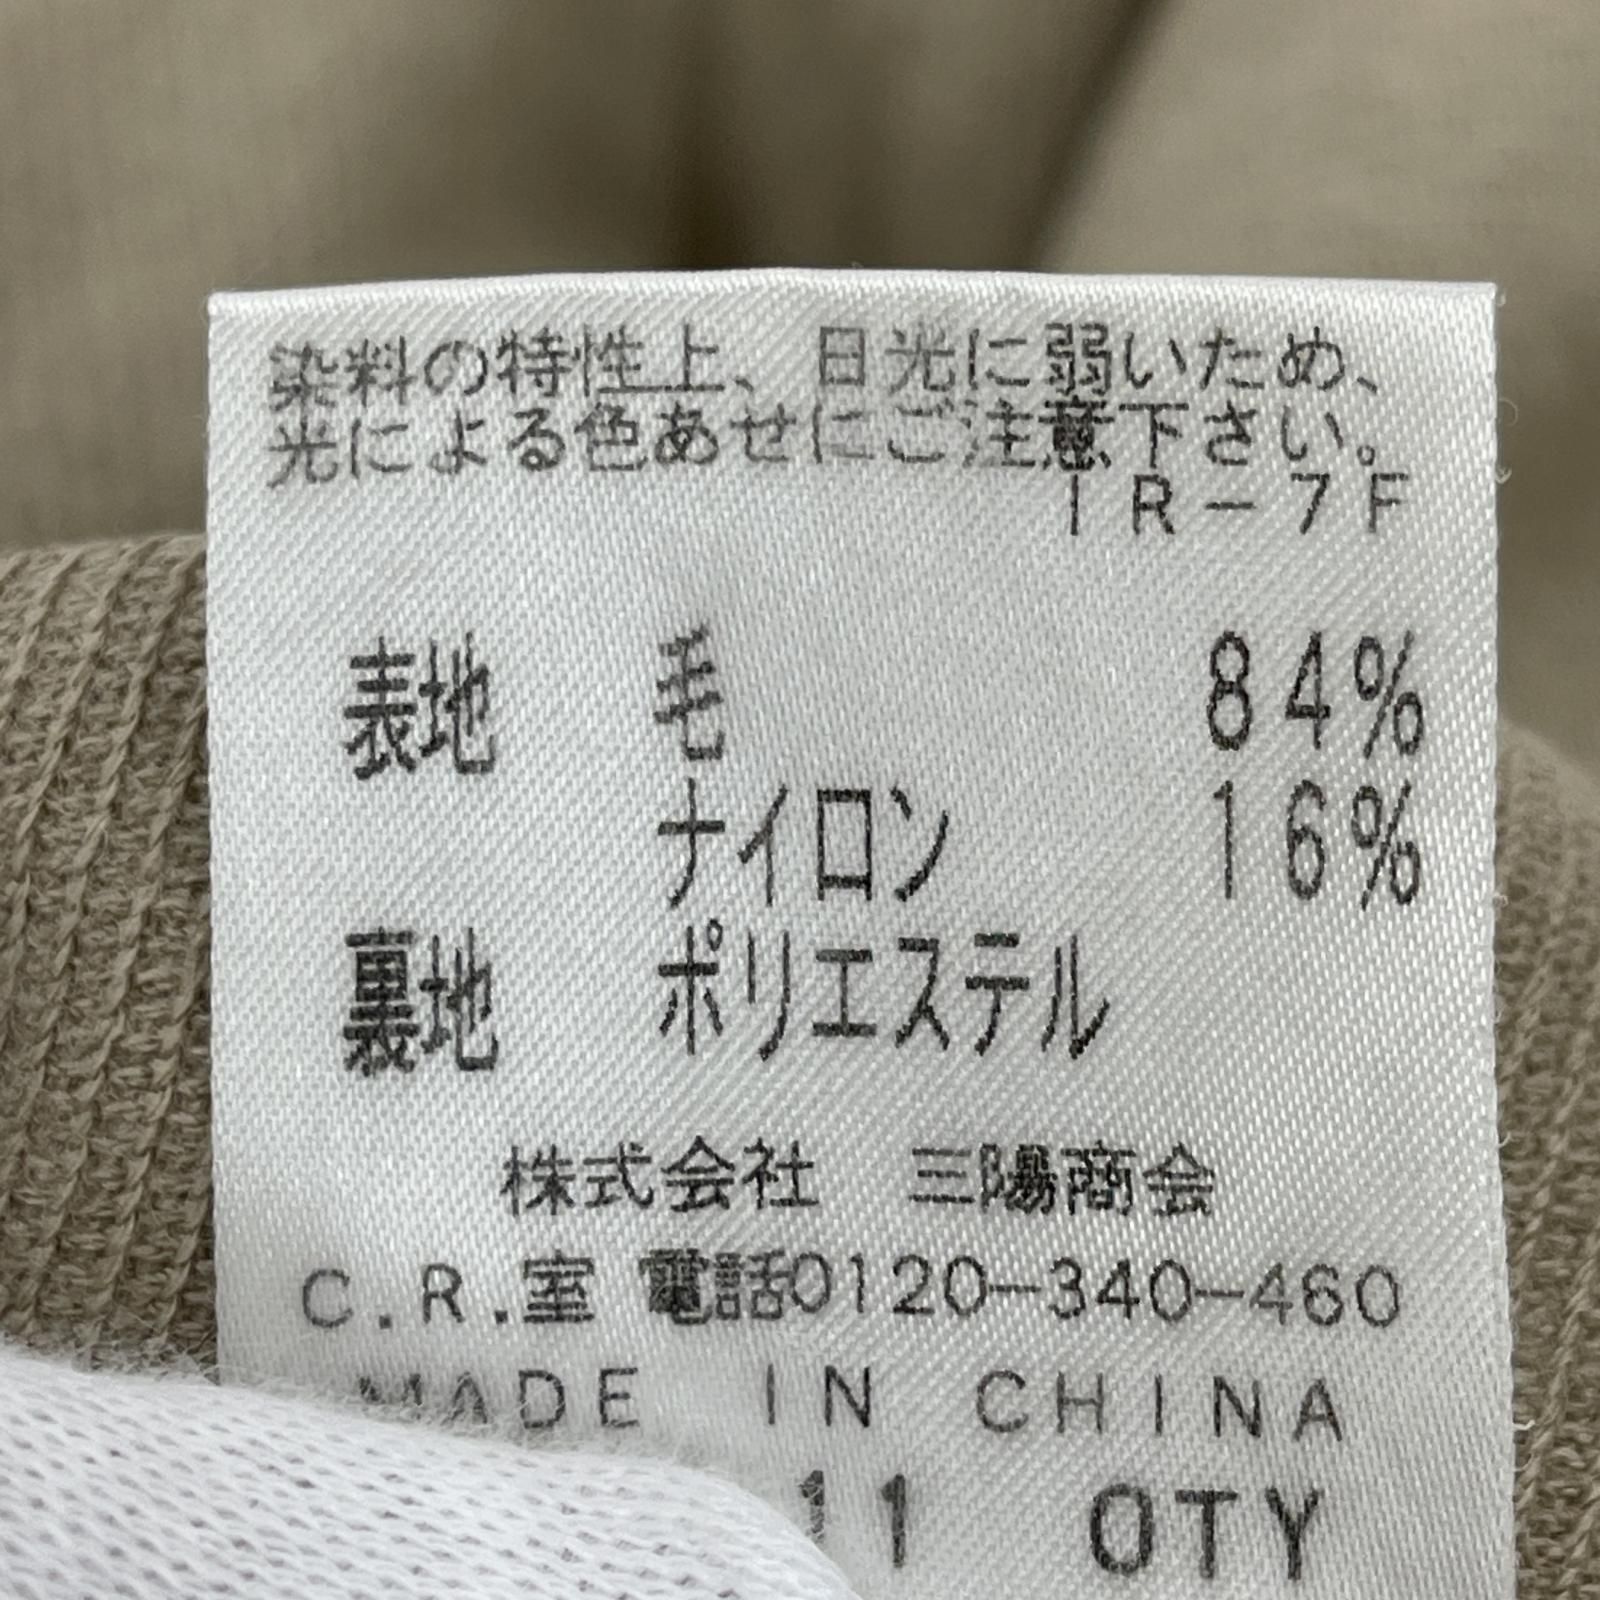 染料の特性上、日光に弱いため、
光による色あせにご注意下さい。
IR-7F
表地 毛 84%
ナイロン 16%
裏地 ポリエステル
株式会社 三陽商会
C.R.室 電話0120-340-460
MADE IN CHINA
11 OTY